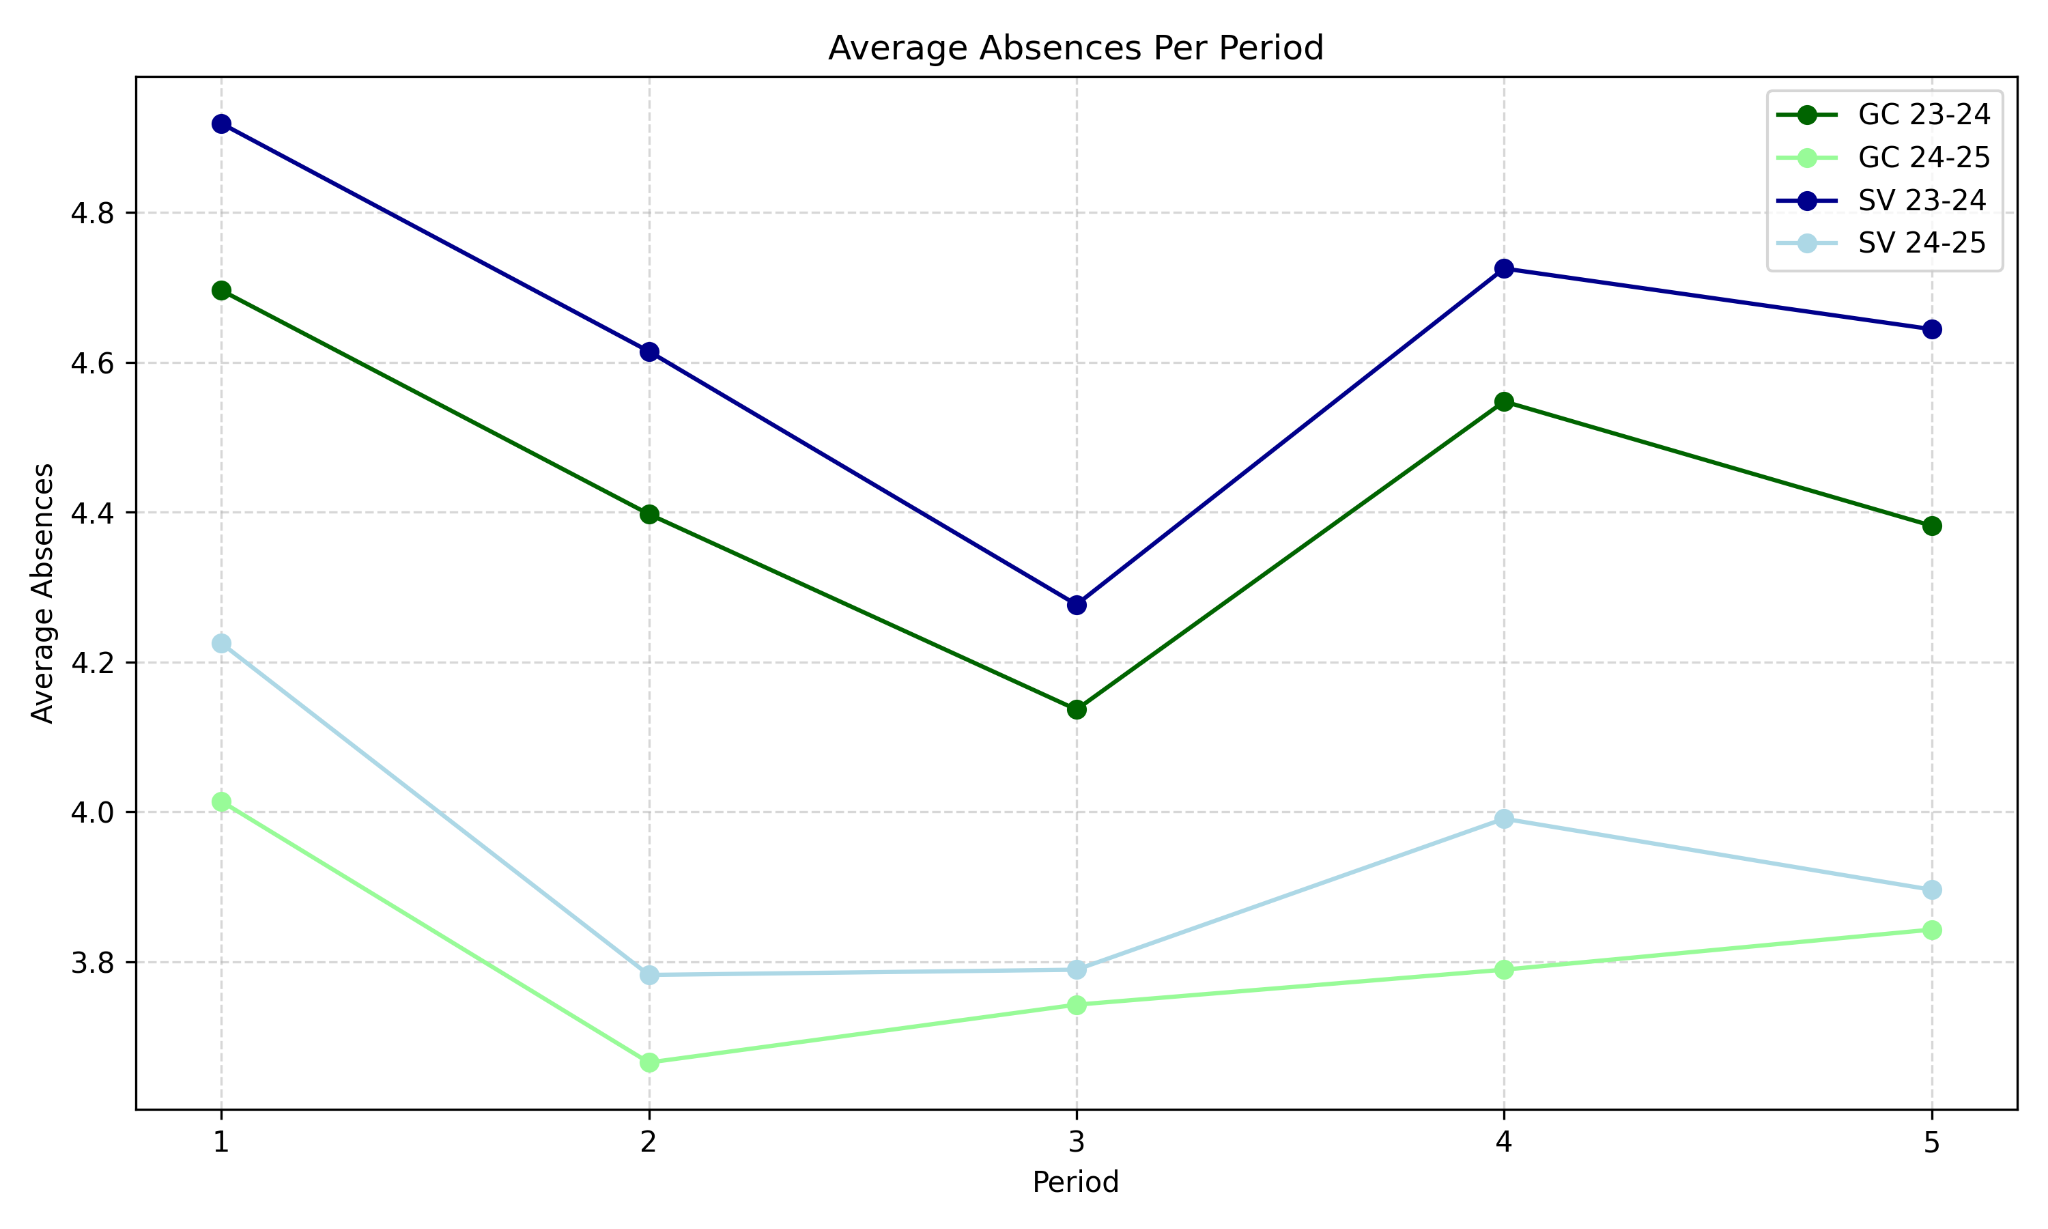 Average Absences Per Period
GC 23-24
GC 24-25
SV 23-24
SV 24-25
Average Absences
4.8
4.6
4.4
4.2
4.0
3.8
1 2 3 4 5
Period